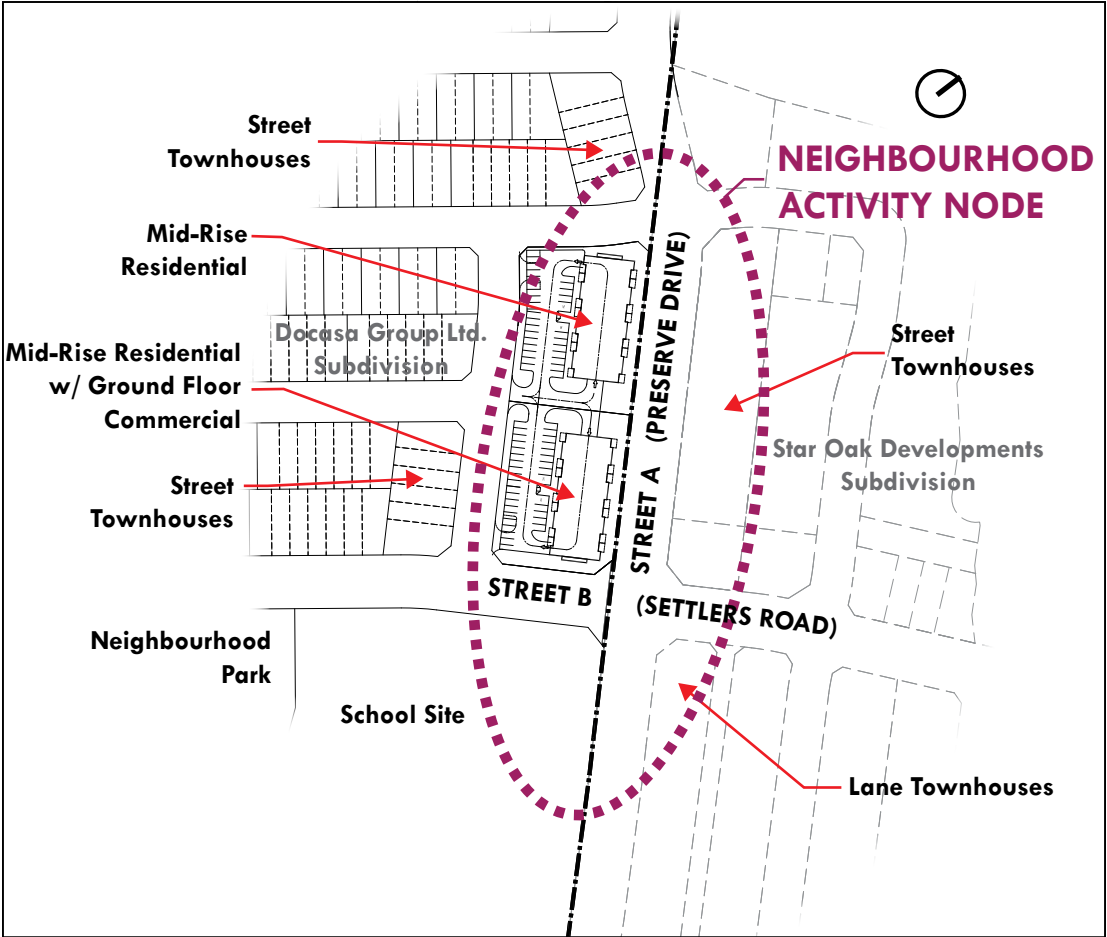 Street
Townhouses
NEIGHBOURHOOD
ACTIVITY NODE
Mid-Rise
Residential
STREET A (PRESERVE DRIVE)
Docasa Group Ltd.
Subdivision
Mid-Rise Residential
w/ Ground Floor
Commercial
Street
Townhouses
Star Oak Developments
Subdivision
Street
Townhouses
STREET B
(SETTLERS ROAD)
Neighbourhood
Park
School Site
Lane Townhouses